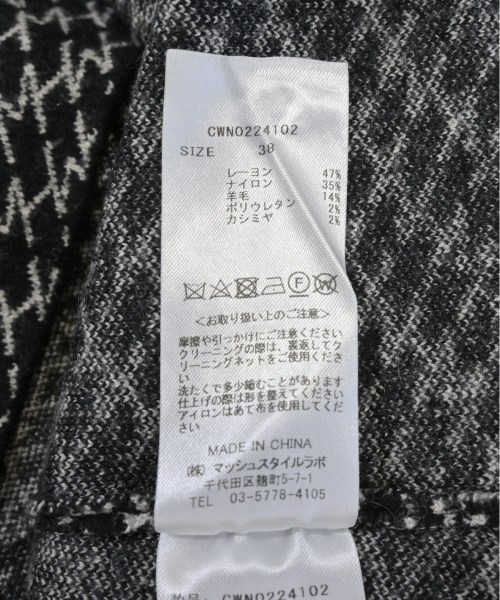 CWNO224102
SIZE 38
レーヨン 47%
ナイロン 35%
羊毛 14%
ポリウレタン 2%
カシミヤ 2%
<お取り扱い上のご注意>
摩擦や引っかけにご注意ください
クリーニングの際は、裏返してク
リーニングネットをご使用くださ
い
洗たくで多少縮むことがあります
仕上げの際は形を整えてください
アイロンはあて布を使用してくだ
さい
MADE IN CHINA
(株) マッシュスタイルラボ
千代田区麹町5-7-1
TEL 03-5778-4105
CWNO224102